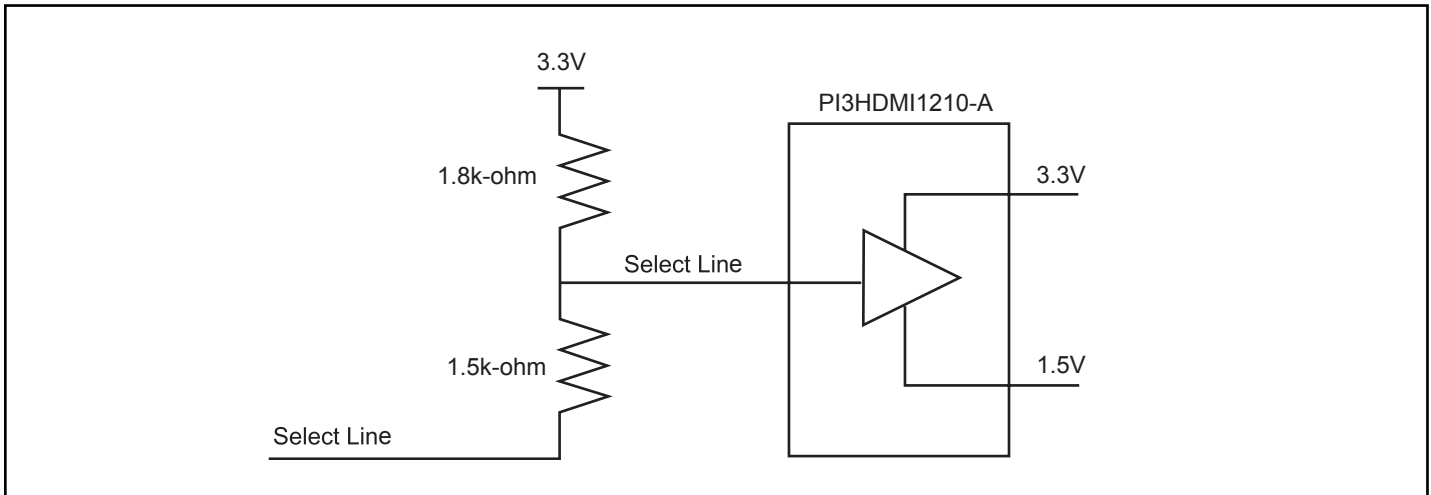 3.3V
PI3HDMI1210-A
1.8k-ohm
3.3V
Select Line
1.5k-ohm
1.5V
Select Line